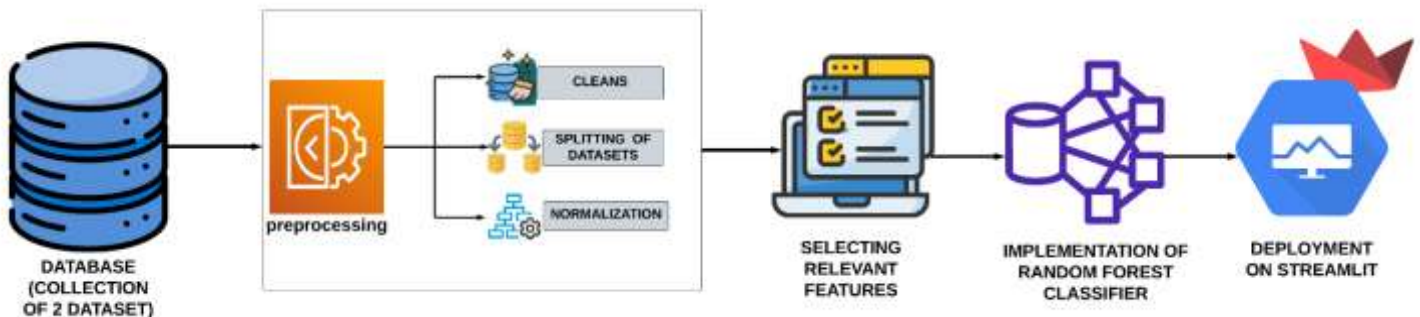 DATABASE
(COLLECTION
OF 2 DATASET)
preprocessing
CLEANS
SPLITTING OF
DATASETS
NORMALIZATION
SELECTING
RELEVANT
FEATURES
IMPLEMENTATION OF
RANDOM FOREST
CLASSIFIER
DEPLOYMENT
ON STREAMLIT